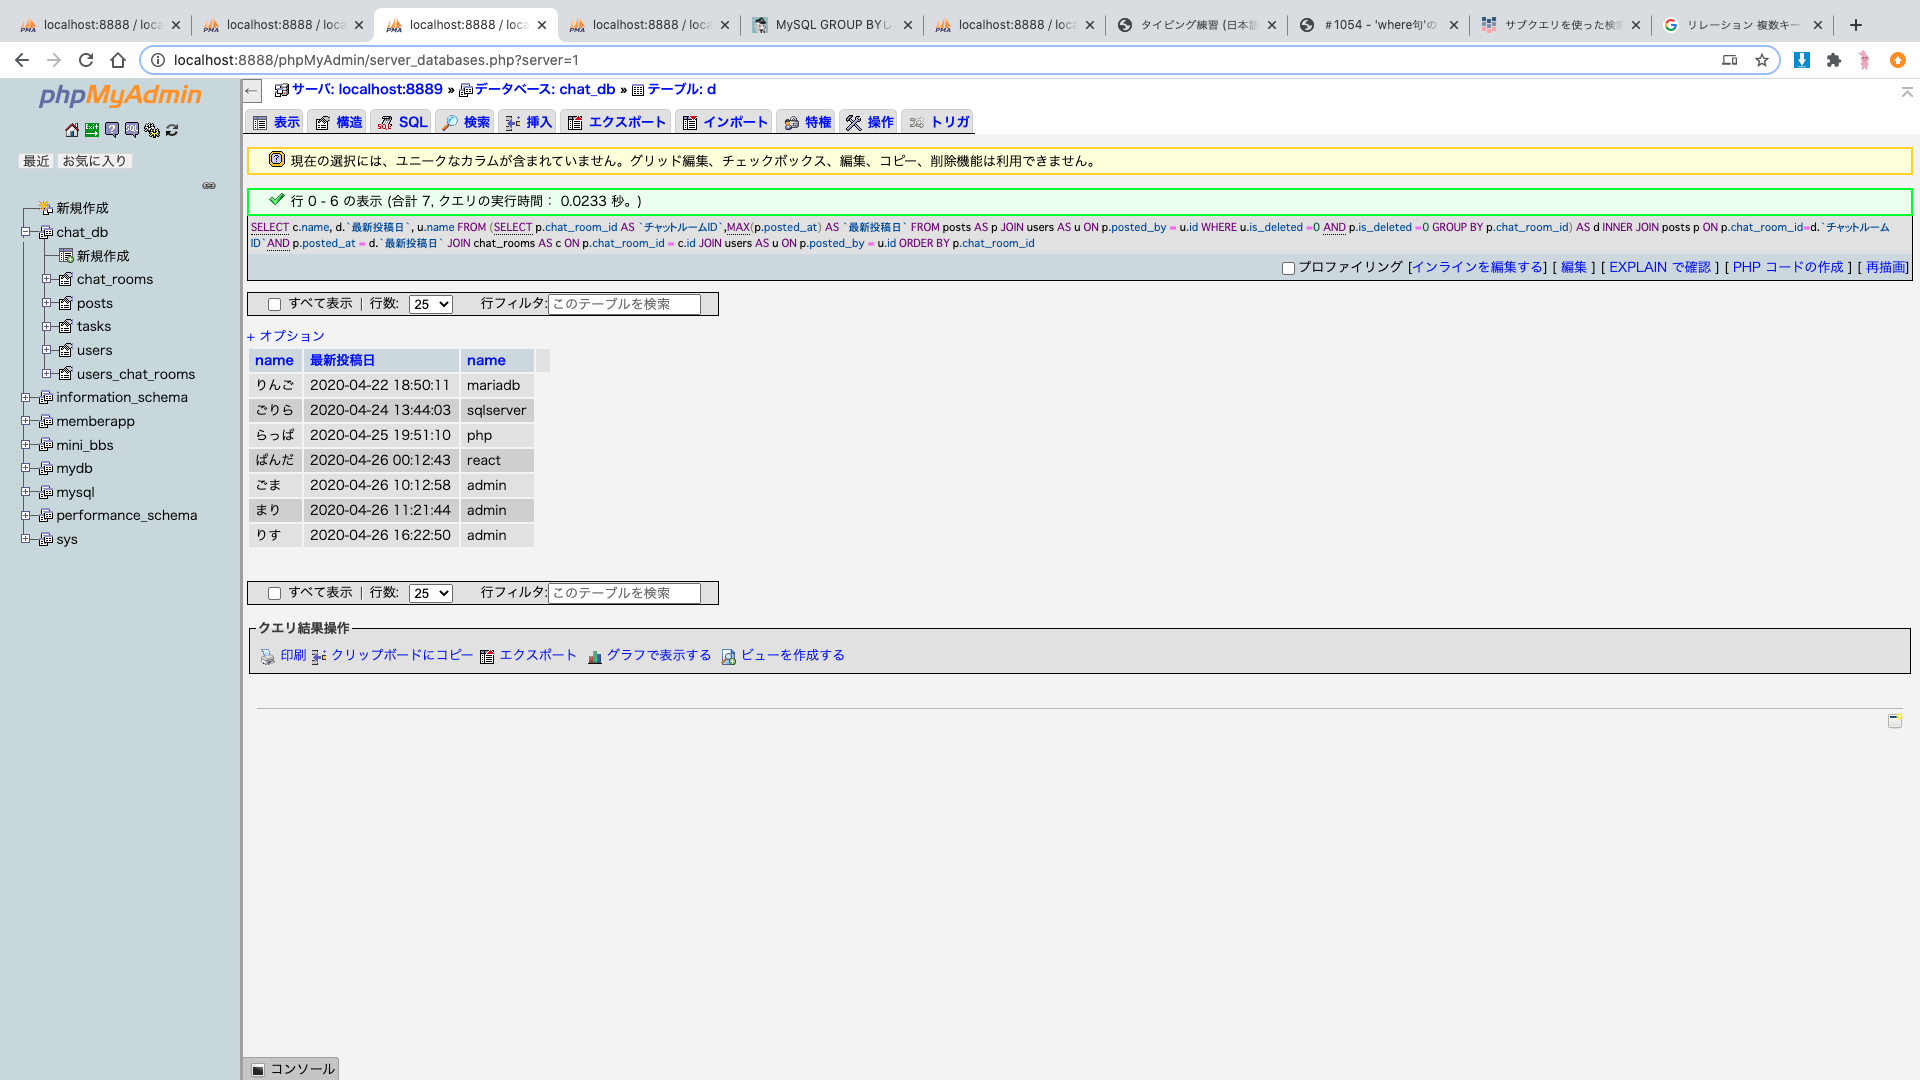 localhost:8888 / loca
localhost:8888 / loca
localhost:8888 / loca
localhost:8888 / loca
MySQL GROUP BYし
localhost:8888 / loca
タイピング練習 (日本語
#1054 - 'where句'の
サブクエリを使った検索
リレーション 複数キー
localhost:8888/phpMyAdmin/server_databases.php?server=1
phpMyAdmin
最近 お気に入り
新規作成
chat_db
新規作成
chat_rooms
posts
tasks
users
users_chat_rooms
information_schema
memberapp
mini_bbs
mydb
mysql
performance_schema
sys
サーバ: localhost:8889 » データベース: chat_db » テーブル: d
表示 構造 SQL 検索 挿入 エクスポート インポート 特権 操作 トリガ
現在の選択には、ユニークなカラムが含まれていません。グリッド編集、チェックボックス、編集、コピー、削除機能は利用できません。
行 0 - 6 の表示 (合計 7, クエリの実行時間： 0.0233 秒。)
SELECT c.name, d.`最新投稿日`, u.name FROM (SELECT p.chat_room_id AS `チャットルームID`,MAX(p.posted_at) AS `最新投稿日` FROM posts AS p JOIN users AS u ON p.posted_by = u.id WHERE u.is_deleted =0 AND p.is_deleted =0 GROUP BY p.chat_room_id) AS d INNER JOIN posts p ON p.chat_room_id=d.`チャットルーム
ID`AND p.posted_at = d.`最新投稿日` JOIN chat_rooms AS c ON p.chat_room_id = c.id JOIN users AS u ON p.posted_by = u.id ORDER BY p.chat_room_id
プロファイリング [インラインを編集する] [ 編集 ] [ EXPLAIN で確認 ] [ PHP コードの作成 ] [ 再描画]
すべて表示 | 行数: 25 行フィルタ: このテーブルを検索
+ オプション
name 最新投稿日 name
りんご 2020-04-22 18:50:11 mariadb
ごりら 2020-04-24 13:44:03 sqlserver
らっぱ 2020-04-25 19:51:10 php
ぱんだ 2020-04-26 00:12:43 react
ごま 2020-04-26 10:12:58 admin
まり 2020-04-26 11:21:44 admin
りす 2020-04-26 16:22:50 admin
すべて表示 | 行数: 25 行フィルタ: このテーブルを検索
クエリ結果操作
印刷 クリップボードにコピー エクスポート グラフで表示する ビューを作成する
コンソール